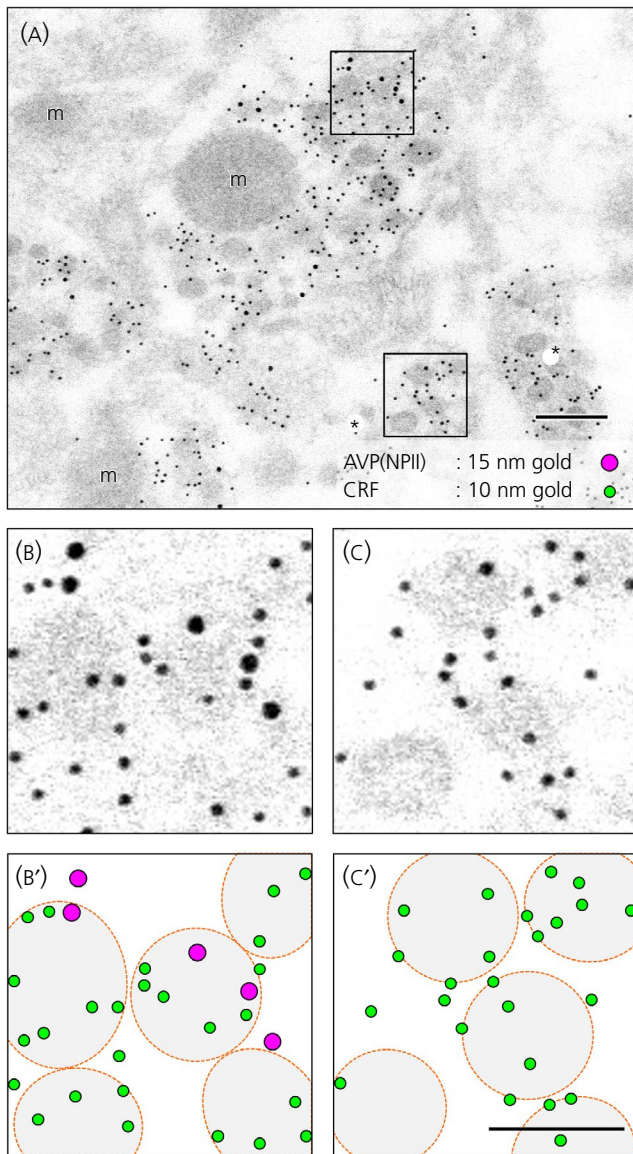 (A)
m
m
*
*
m
AVP(NPII) : 15 nm gold
CRF : 10 nm gold
(B)
(C)
(B′)
(C′)